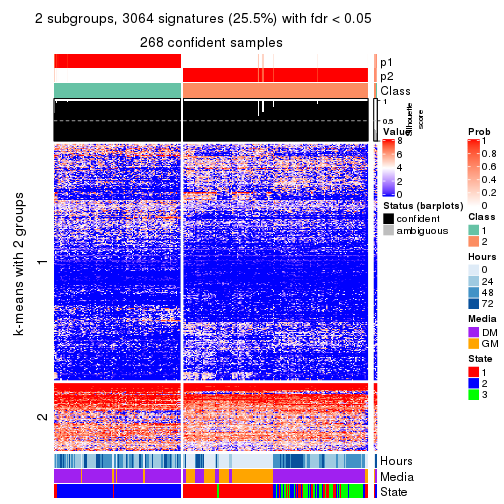 2 subgroups, 3064 signatures (25.5%) with fdr < 0.05
268 confident samples
p1
p2
Class
1
0.5
Silhouette
score
k-means with 2 groups
1
2
Hours
Media
State
Value
8
6
4
2
0
Status (barplots)
confident
ambiguous
Prob
1
0.8
0.6
0.4
0.2
0
Class
1
2
Hours
0
24
48
72
Media
DM
GM
State
1
2
3